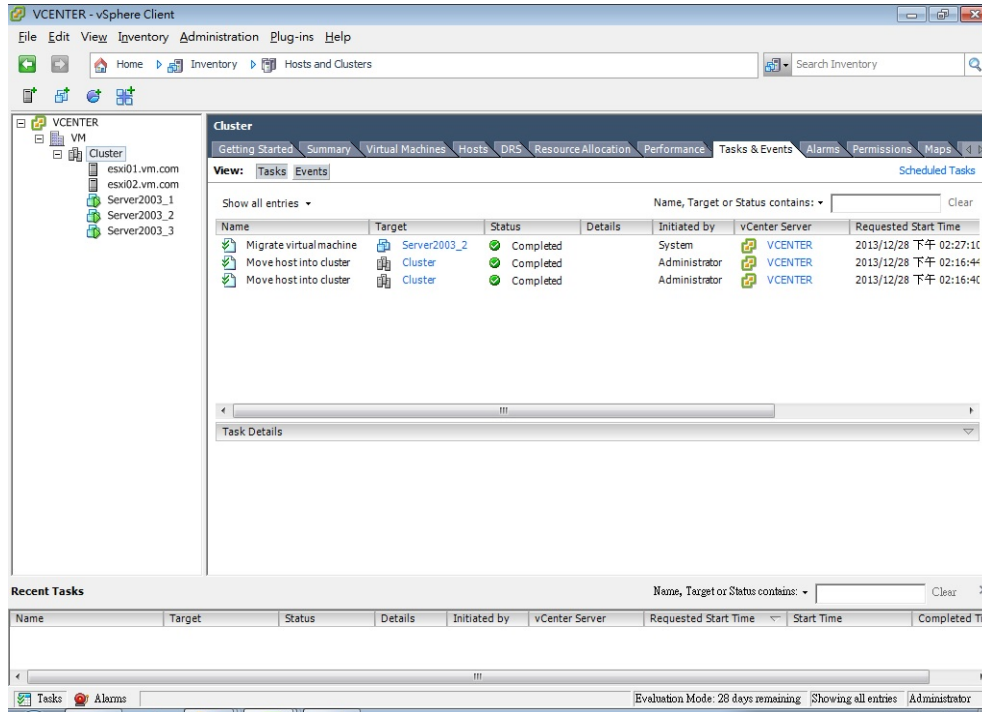 VCENTER - vSphere Client
File Edit View Inventory Administration Plug-ins Help
Home Inventory Hosts and Clusters Search Inventory
VCENTER
VM
Cluster
esxi01.vm.com
esxi02.vm.com
Server2003_1
Server2003_2
Server2003_3
Cluster
Getting Started Summary Virtual Machines Hosts DRS Resource Allocation Performance Tasks & Events Alarms Permissions Maps
View: Tasks Events Scheduled Tasks
Show all entries Name, Target or Status contains: Clear
Name Target Status Details Initiated by vCenter Server Requested Start Time
Migrate virtual machine Server2003_2 Completed System VCENTER 2013/12/28 下午 02:27:10
Move host into cluster Cluster Completed Administrator VCENTER 2013/12/28 下午 02:16:44
Move host into cluster Cluster Completed Administrator VCENTER 2013/12/28 下午 02:16:40
Task Details
Recent Tasks Name, Target or Status contains: Clear
Name Target Status Details Initiated by vCenter Server Requested Start Time Start Time Completed Ti
Tasks Alarms Evaluation Mode: 28 days remaining Showing all entries Administrator